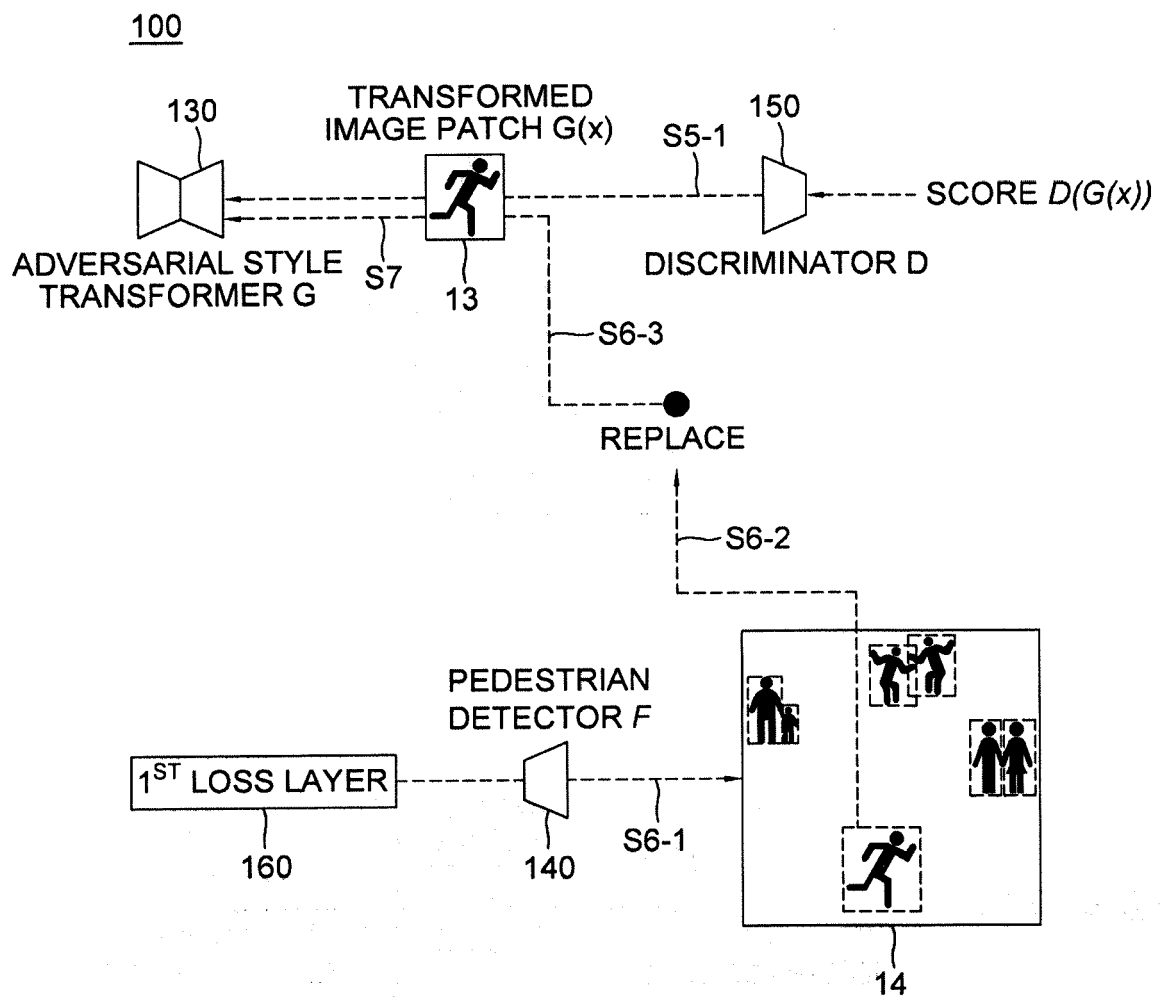 100
130
TRANSFORMED
IMAGE PATCH G(x)
150
S5-1
SCORE D(G(x))
ADVERSARIAL STYLE
TRANSFORMER G
S7
13
DISCRIMINATOR D
S6-3
REPLACE
S6-2
PEDESTRIAN
DETECTOR F
1ST LOSS LAYER
160
140
S6-1
14